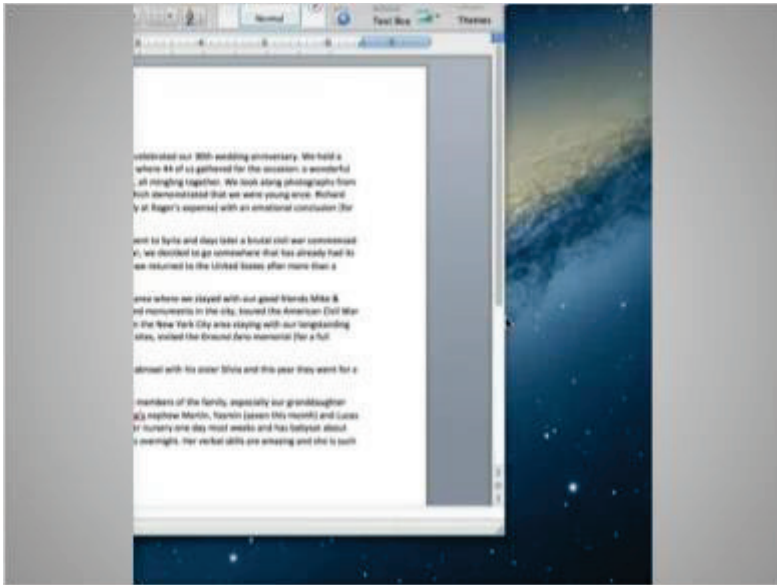 Normal Text Box Themes
celebrated our 30th wedding anniversary. We held a
where 44 of us gathered for the occasion: a wonderful
, all mingling together. We took along photographs from
which demonstrated that we were young once. Richard
y at Roger's expense) with an emotional conclusion (for
went to Syria and days later a brutal civil war commenced
we decided to go somewhere that has already had its
we returned to the United States after more than a
area where we stayed with our good friends Mike &
and monuments in the city, toured the American Civil War
in the New York City area staying with our longstanding
sites, visited the Ground Zero memorial (for a full
abroad with his sister Silvia and this year they went for a
members of the family, especially our granddaughter
nephew Martin, Yasmin (seven this month) and Lucas
nursery one day most weeks and has babysat about
overnight. Her verbal skills are amazing and she is such